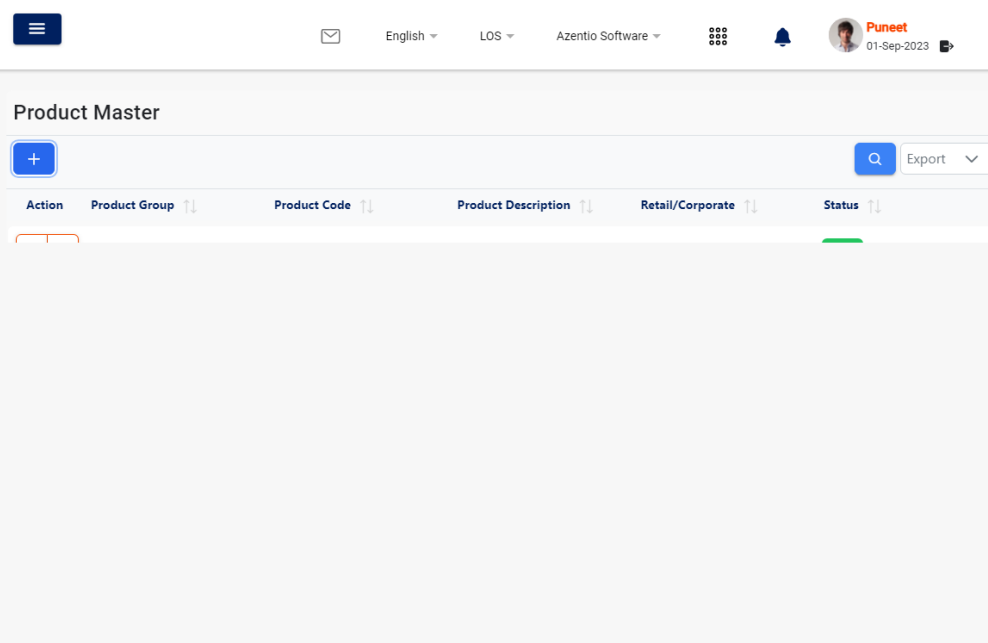 English LOS Azentio Software Puneet
01-Sep-2023
Product Master
Export
Action Product Group Product Code Product Description Retail/Corporate Status